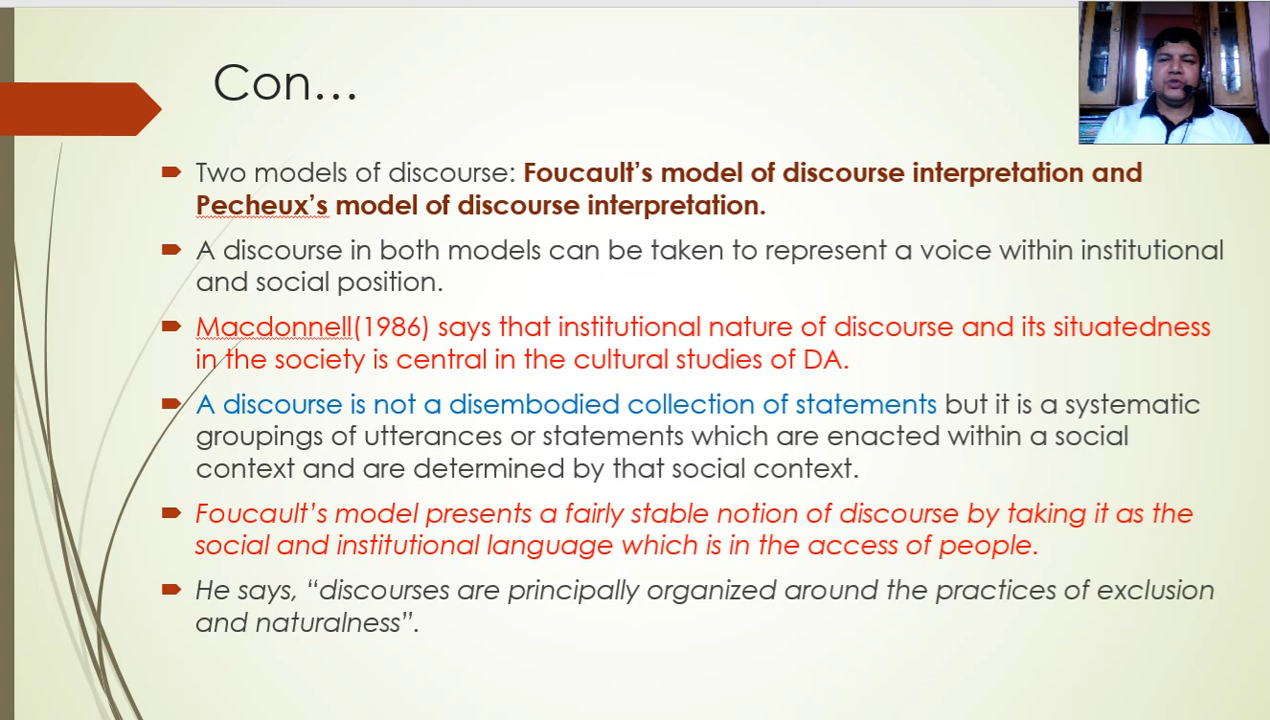 Con…
Two models of discourse: Foucault’s model of discourse interpretation and
Pecheux’s model of discourse interpretation.
A discourse in both models can be taken to represent a voice within institutional
and social position.
Macdonnell(1986) says that institutional nature of discourse and its situatedness
in the society is central in the cultural studies of DA.
A discourse is not a disembodied collection of statements but it is a systematic
groupings of utterances or statements which are enacted within a social
context and are determined by that social context.
Foucault’s model presents a fairly stable notion of discourse by taking it as the
social and institutional language which is in the access of people.
He says, “discourses are principally organized around the practices of exclusion
and naturalness”.